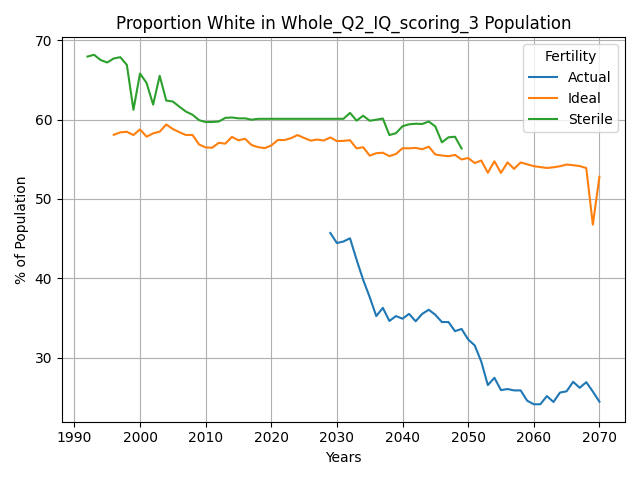 Proportion White in Whole_Q2_IQ_scoring_3 Population
% of Population
70
60
50
40
30
Fertility
Actual
Ideal
Sterile
1990 2000 2010 2020 2030 2040 2050 2060 2070
Years